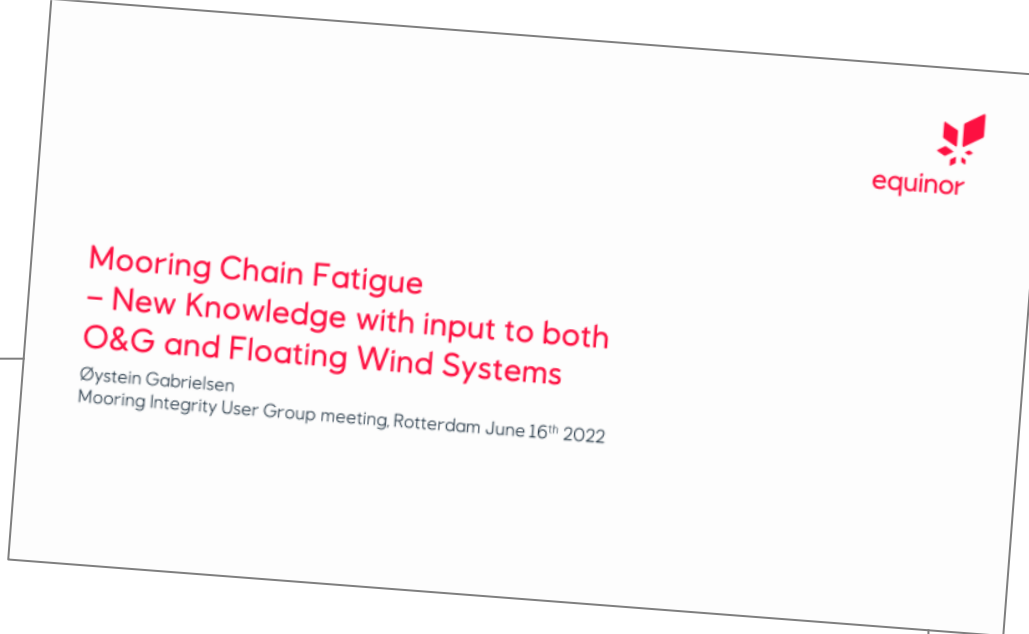 equinor
Mooring Chain Fatigue
– New Knowledge with input to both
O&G and Floating Wind Systems
Øystein Gabrielsen
Mooring Integrity User Group meeting, Rotterdam June 16th 2022